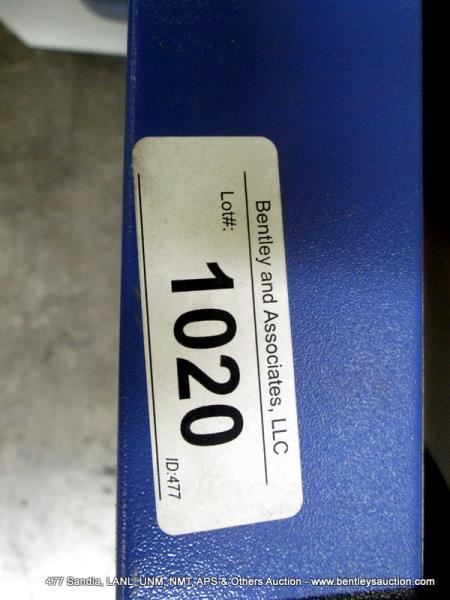 Bentley and Associates, LLC
Lot#:
1020
ID:477
477 Sandia, LANL, UNM, NMT, APS & Others Auction - www.bentleysauction.com